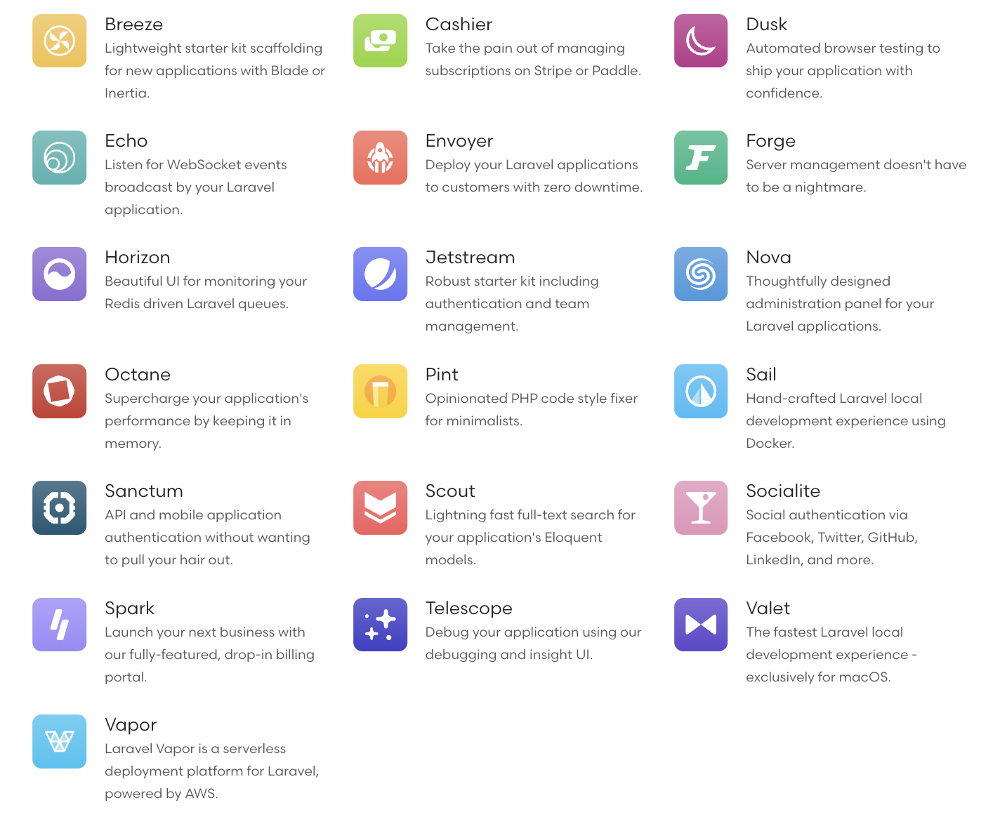 Breeze
Lightweight starter kit scaffolding
for new applications with Blade or
Inertia.
Cashier
Take the pain out of managing
subscriptions on Stripe or Paddle.
Dusk
Automated browser testing to
ship your application with
confidence.
Echo
Listen for WebSocket events
broadcast by your Laravel
application.
Envoyer
Deploy your Laravel applications
to customers with zero downtime.
Forge
Server management doesn't have
to be a nightmare.
Horizon
Beautiful UI for monitoring your
Redis driven Laravel queues.
Jetstream
Robust starter kit including
authentication and team
management.
Nova
Thoughtfully designed
administration panel for your
Laravel applications.
Octane
Supercharge your application's
performance by keeping it in
memory.
Pint
Opinionated PHP code style fixer
for minimalists.
Sail
Hand-crafted Laravel local
development experience using
Docker.
Sanctum
API and mobile application
authentication without wanting
to pull your hair out.
Scout
Lightning fast full-text search for
your application's Eloquent
models.
Socialite
Social authentication via
Facebook, Twitter, GitHub,
LinkedIn, and more.
Spark
Launch your next business with
our fully-featured, drop-in billing
portal.
Telescope
Debug your application using our
debugging and insight UI.
Valet
The fastest Laravel local
development experience -
exclusively for macOS.
Vapor
Laravel Vapor is a serverless
deployment platform for Laravel,
powered by AWS.